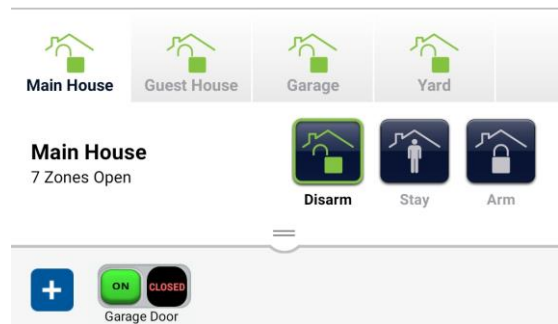 Main House Guest House Garage Yard
Main House
7 Zones Open
Disarm Stay Arm
ON CLOSED
Garage Door